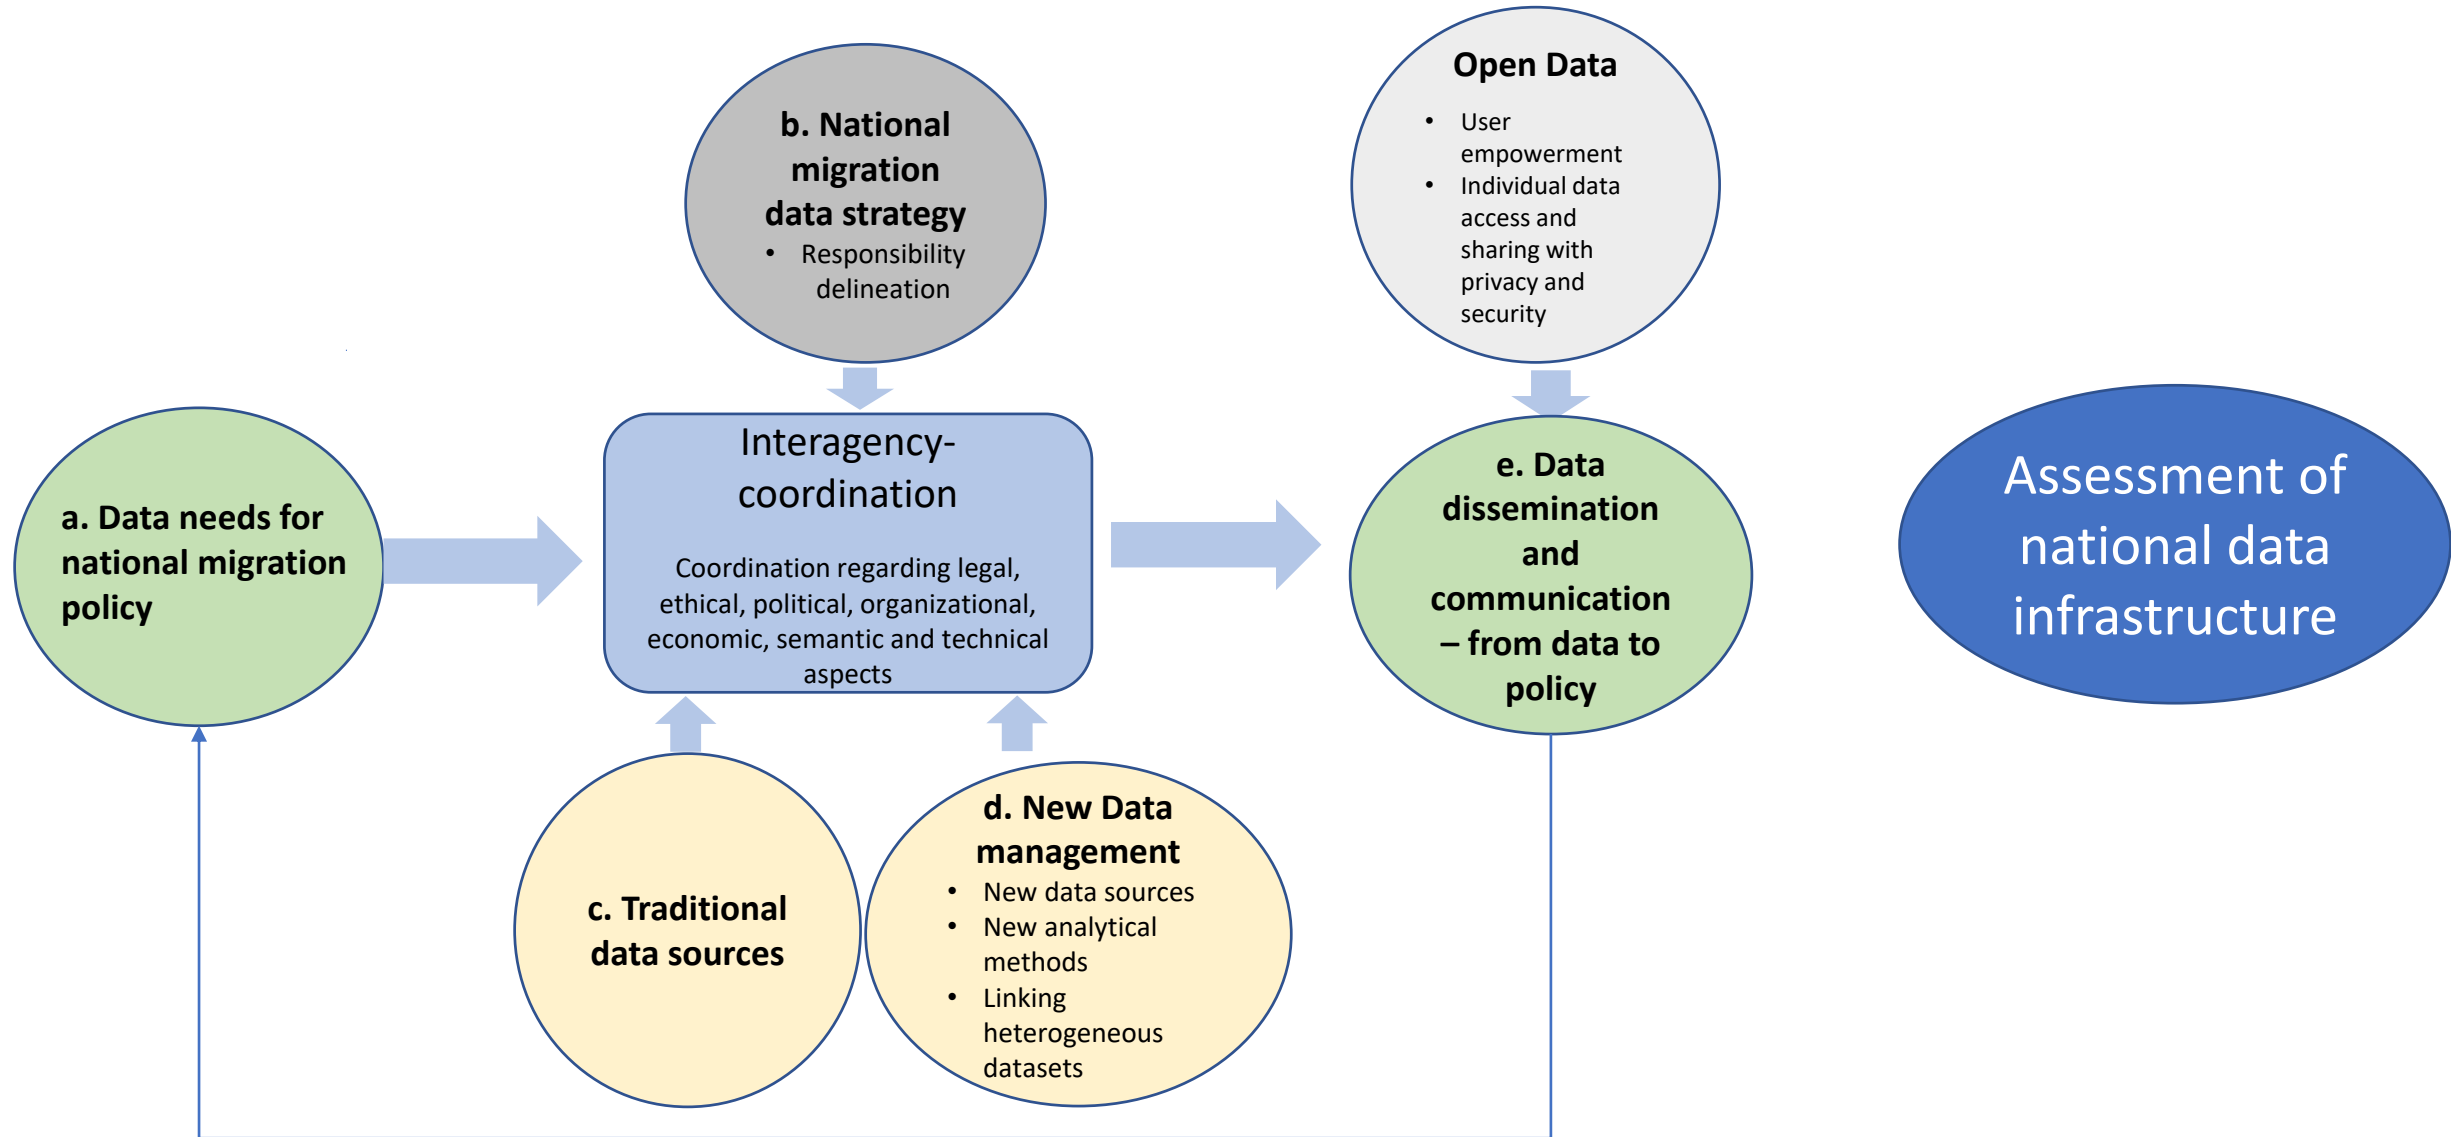 b. National
migration
data strategy
• Responsibility
delineation
Open Data
• User
empowerment
• Individual data
access and
sharing with
privacy and
security
a. Data needs for
national migration
policy
Interagency-
coordination
Coordination regarding legal,
ethical, political, organizational,
economic, semantic and technical
aspects
e. Data
dissemination
and
communication
– from data to
policy
Assessment of
national data
infrastructure
c. Traditional
data sources
d. New Data
management
• New data sources
• New analytical
methods
• Linking
heterogeneous
datasets